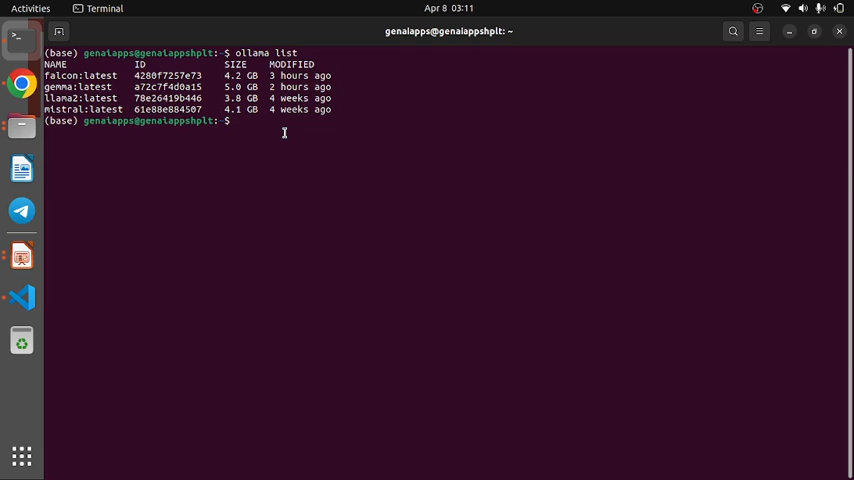 Activities
Terminal
Apr 8 03:11
genaiapps@genaiappshplt: ~
(base) genaiapps@genaiappshplt:~$ ollama list
NAME ID SIZE MODIFIED
falcon:latest 4280f7257e73 4.2 GB 3 hours ago
gemma:latest a72c7f4d0a15 5.0 GB 2 hours ago
llama2:latest 78e26419b446 3.8 GB 4 weeks ago
mistral:latest 61e88e884507 4.1 GB 4 weeks ago
(base) genaiapps@genaiappshplt:~$